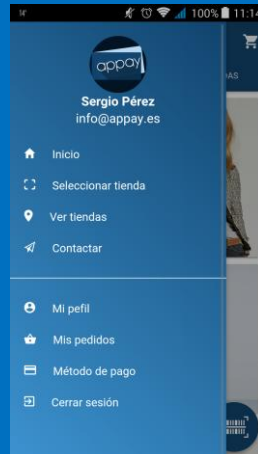 100% 11:14
appay
Sergio Pérez
info@appay.es
DAS
Inicio
Seleccionar tienda
Ver tiendas
Contactar
Mi pefil
Mis pedidos
Método de pago
Cerrar sesión